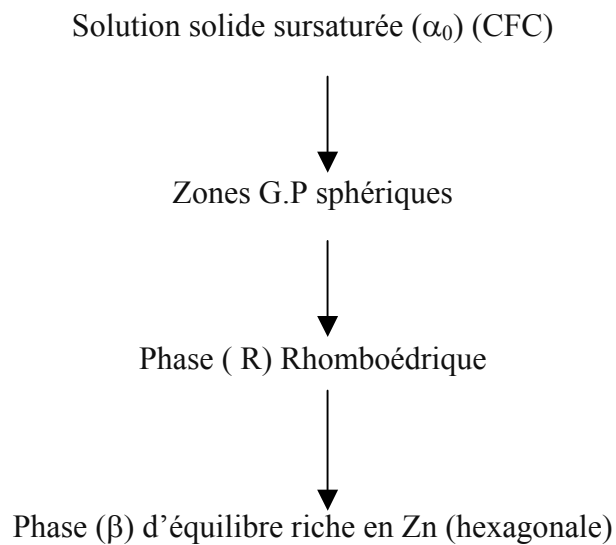 Solution solide sursaturée (α₀) (CFC)
Zones G.P sphériques
Phase ( R) Rhomboédrique
Phase (β) d’équilibre riche en Zn (hexagonale)